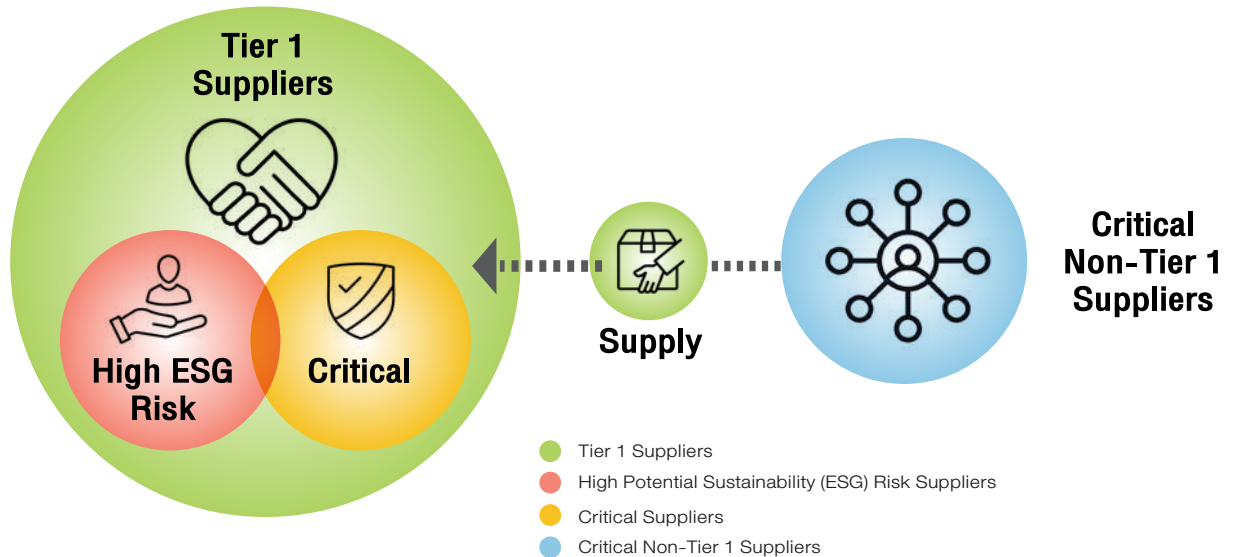 Tier 1
Suppliers
High ESG
Risk
Critical
Supply
Critical
Non-Tier 1
Suppliers
Tier 1 Suppliers
High Potential Sustainability (ESG) Risk Suppliers
Critical Suppliers
Critical Non-Tier 1 Suppliers